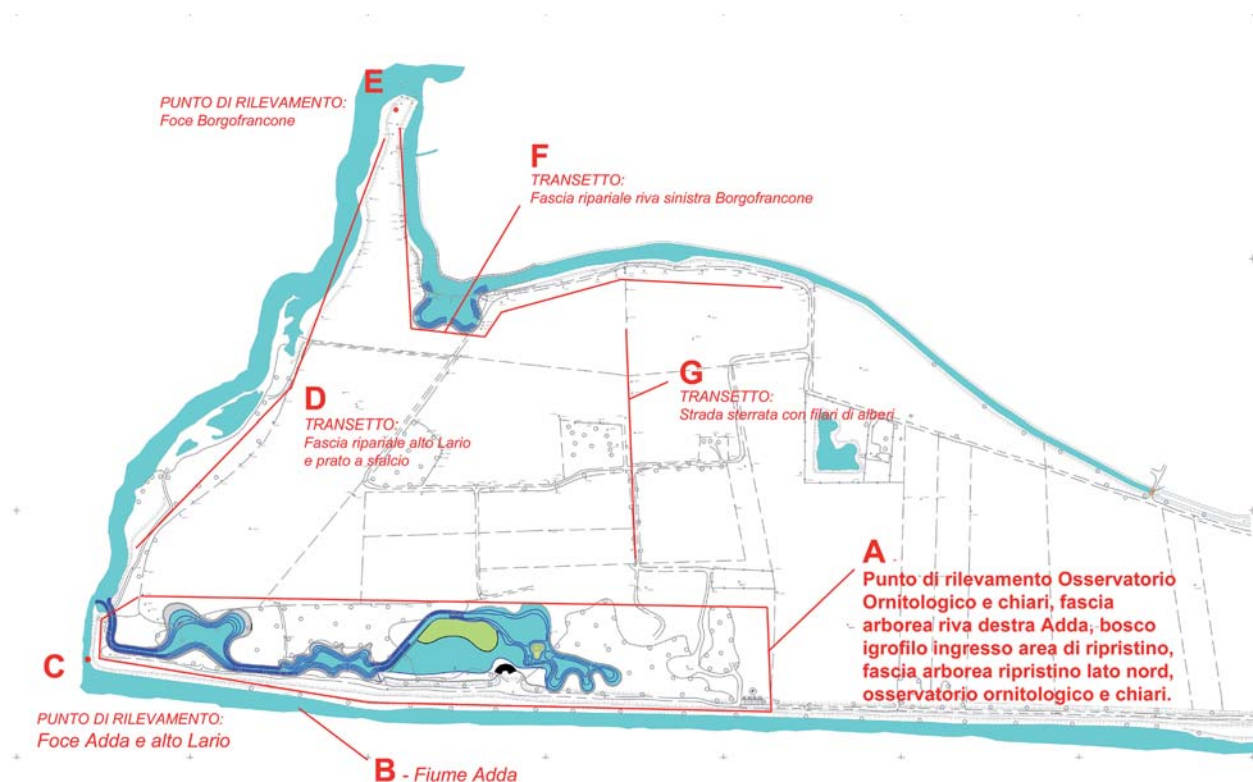 E
PUNTO DI RILEVAMENTO:
Foce Borgofrancone
F
TRANSETTO:
Fascia ripariale riva sinistra Borgofrancone
D
TRANSETTO:
Fascia ripariale alto Lario
e prato a sfalcio
G
TRANSETTO:
Strada sterrata con filari di alberi
A
Punto di rilevamento Osservatorio
Ornitologico e chiari, fascia
arborea riva destra Adda, bosco
igrofilo ingresso area di ripristino,
fascia arborea ripristino lato nord,
osservatorio ornitologico e chiari.
C
PUNTO DI RILEVAMENTO:
Foce Adda e alto Lario
B - Fiume Adda